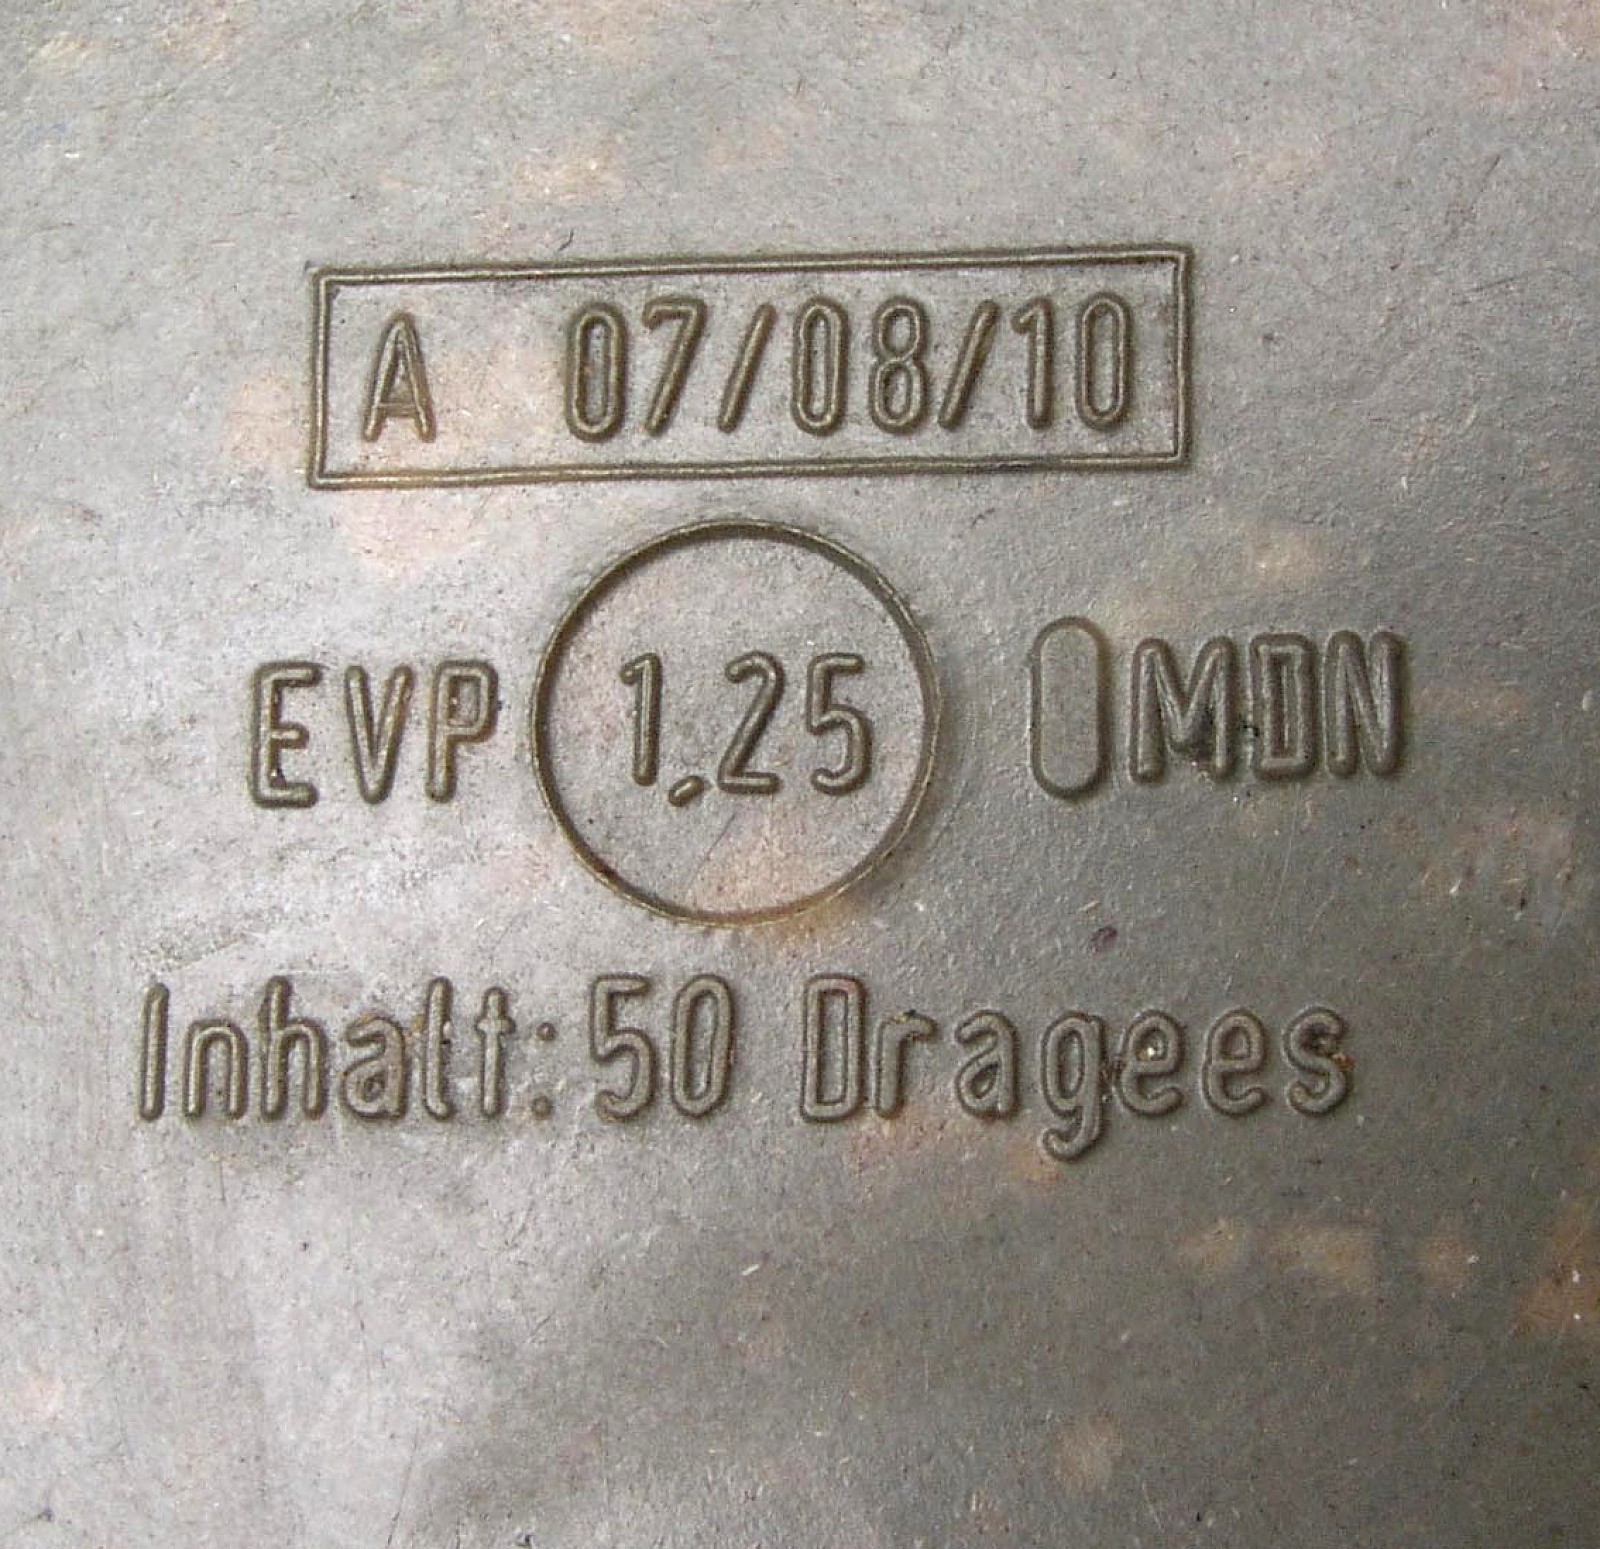 A 07/08/10
EVP 1,25 MDN
Inhalt: 50 Dragees